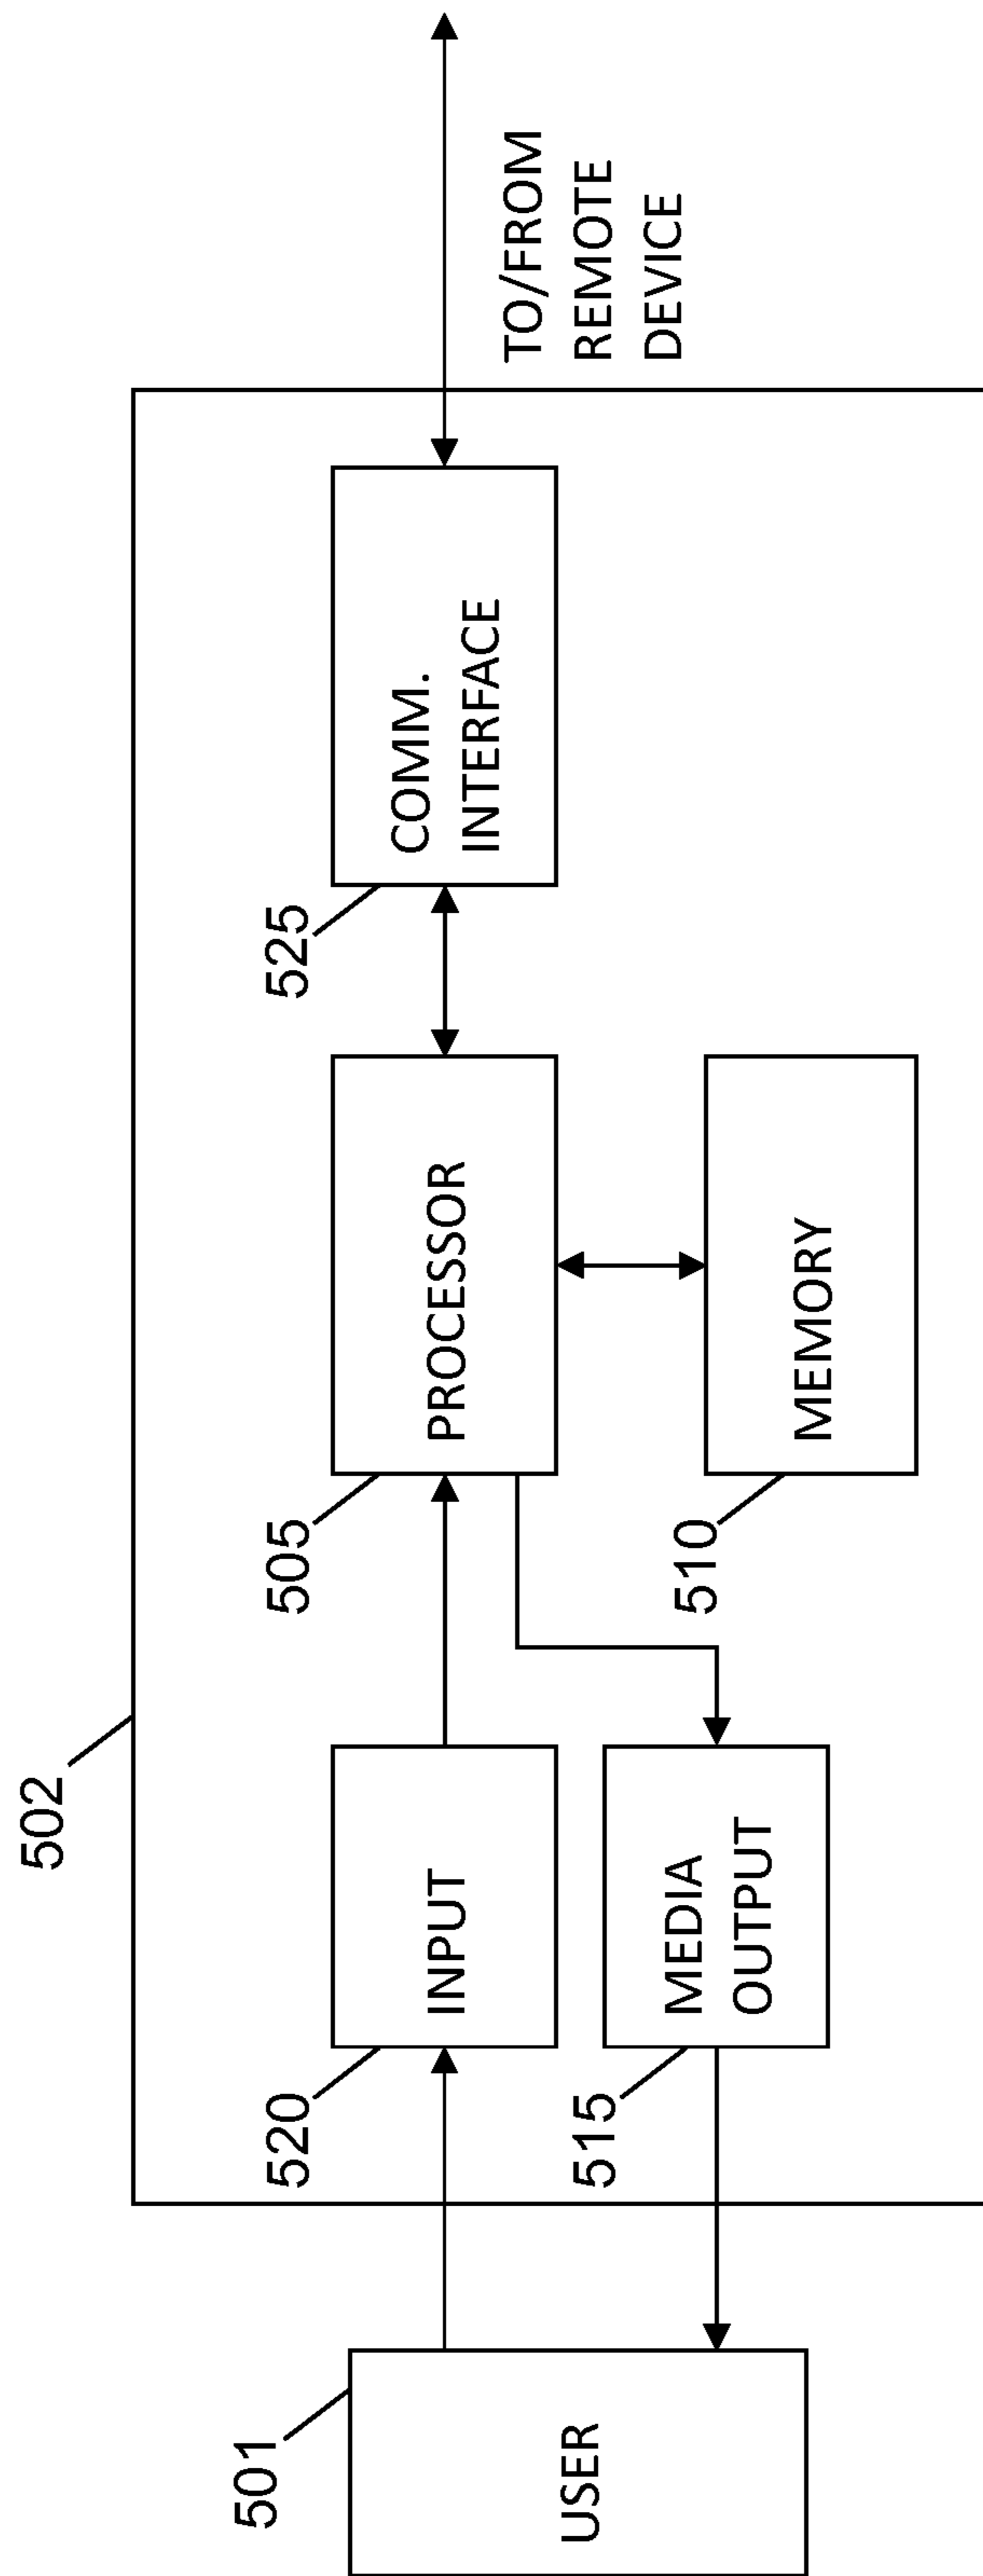 502
501
USER
520
INPUT
515
MEDIA
OUTPUT
505
PROCESSOR
510
MEMORY
525
COMM.
INTERFACE
TO/FROM
REMOTE
DEVICE